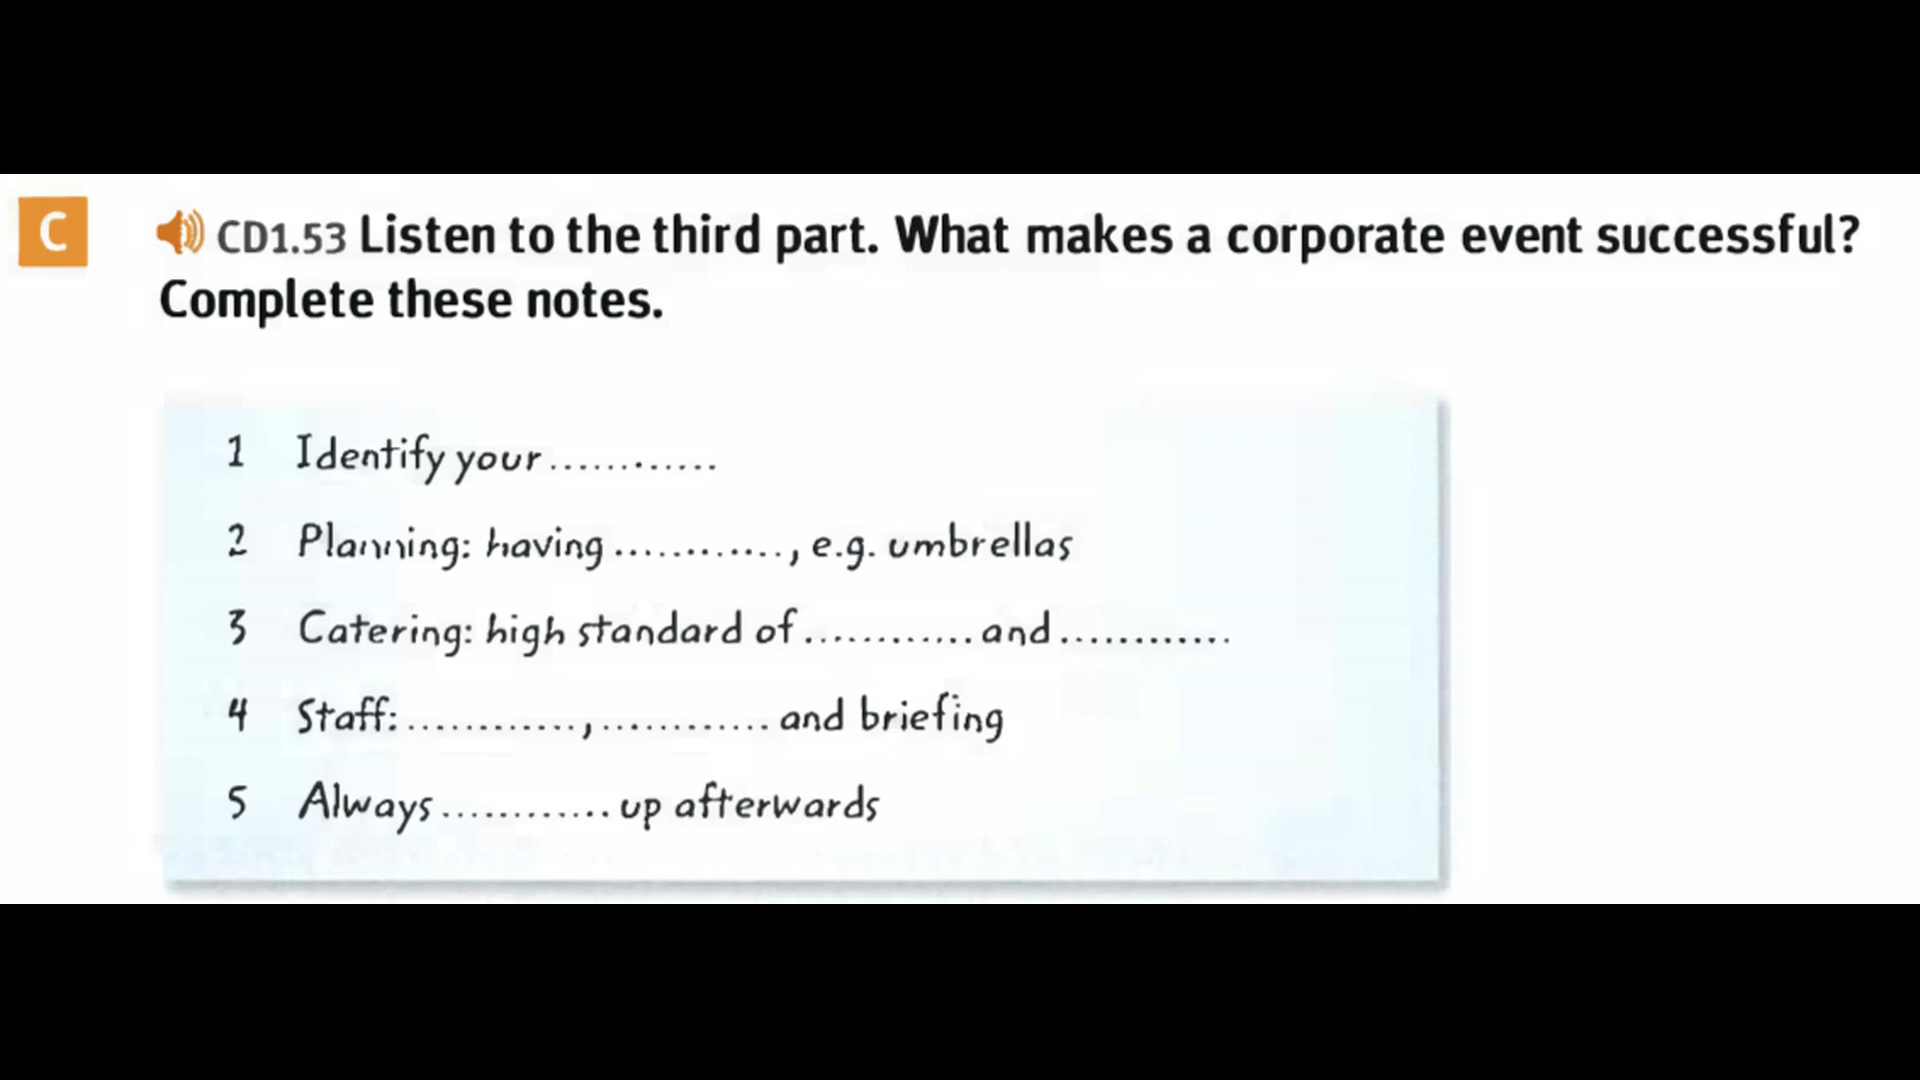 C CD1.53 Listen to the third part. What makes a corporate event successful?
Complete these notes.
1 Identify your ............
2 Planning: having ............, e.g. umbrellas
3 Catering: high standard of ............ and ............
4 Staff: ............, ............ and briefing
5 Always ............ up afterwards